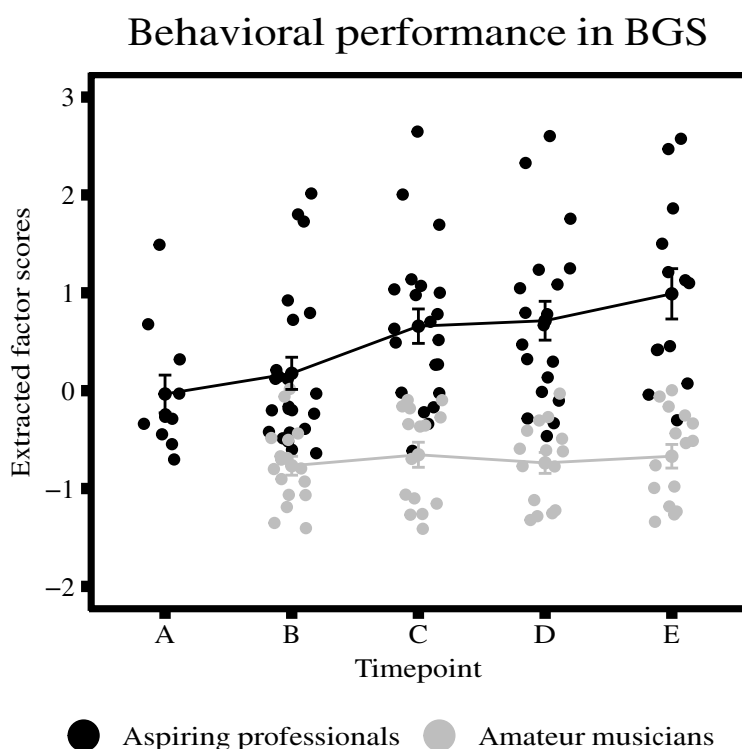 Behavioral performance in BGS
Extracted factor scores
3
2
1
0
−1
−2
A B C D E
Timepoint
Aspiring professionals Amateur musicians